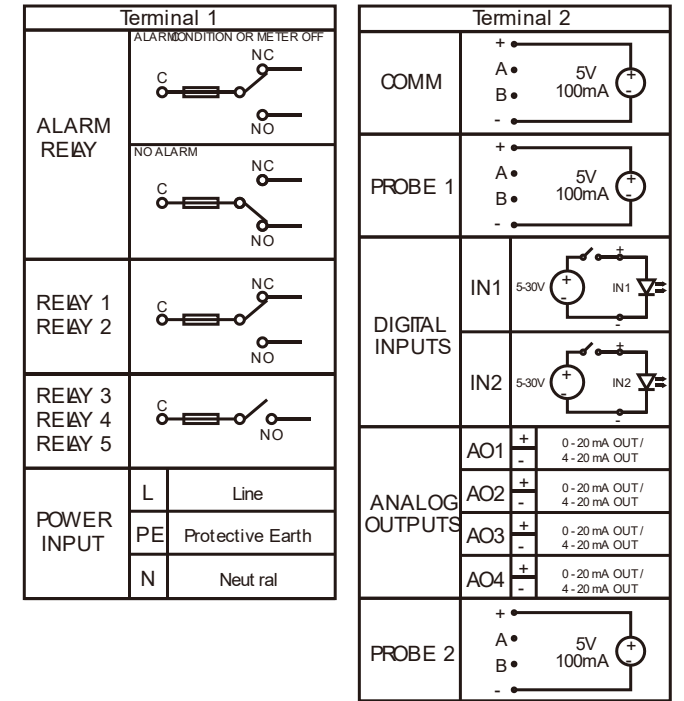 Terminal 1
ALARM CONDITION OR METER OFF
NC
C
NO
ALARM
RELAY
NO ALARM
NC
C
NO
RELAY 1
RELAY 2
NC
C
NO
RELAY 3
RELAY 4
RELAY 5
C
NO
POWER
INPUT
L
Line
PE
Protective Earth
N
Neut ral
Terminal 2
COMM
+
A
B
-
5V
100mA
+
-
PROBE 1
+
A
B
-
5V
100mA
+
-
DIGITAL
INPUTS
IN1
5-30V
+
-
+
IN1
-
IN2
5-30V
+
-
+
IN2
-
ANALOG
OUTPUTS
AO1
+
-
0 - 20 mA OUT /
4 - 20 mA OUT
AO2
+
-
0 - 20 mA OUT /
4 - 20 mA OUT
AO3
+
-
0 - 20 mA OUT /
4 - 20 mA OUT
AO4
+
-
0 - 20 mA OUT /
4 - 20 mA OUT
PROBE 2
+
A
B
-
5V
100mA
+
-